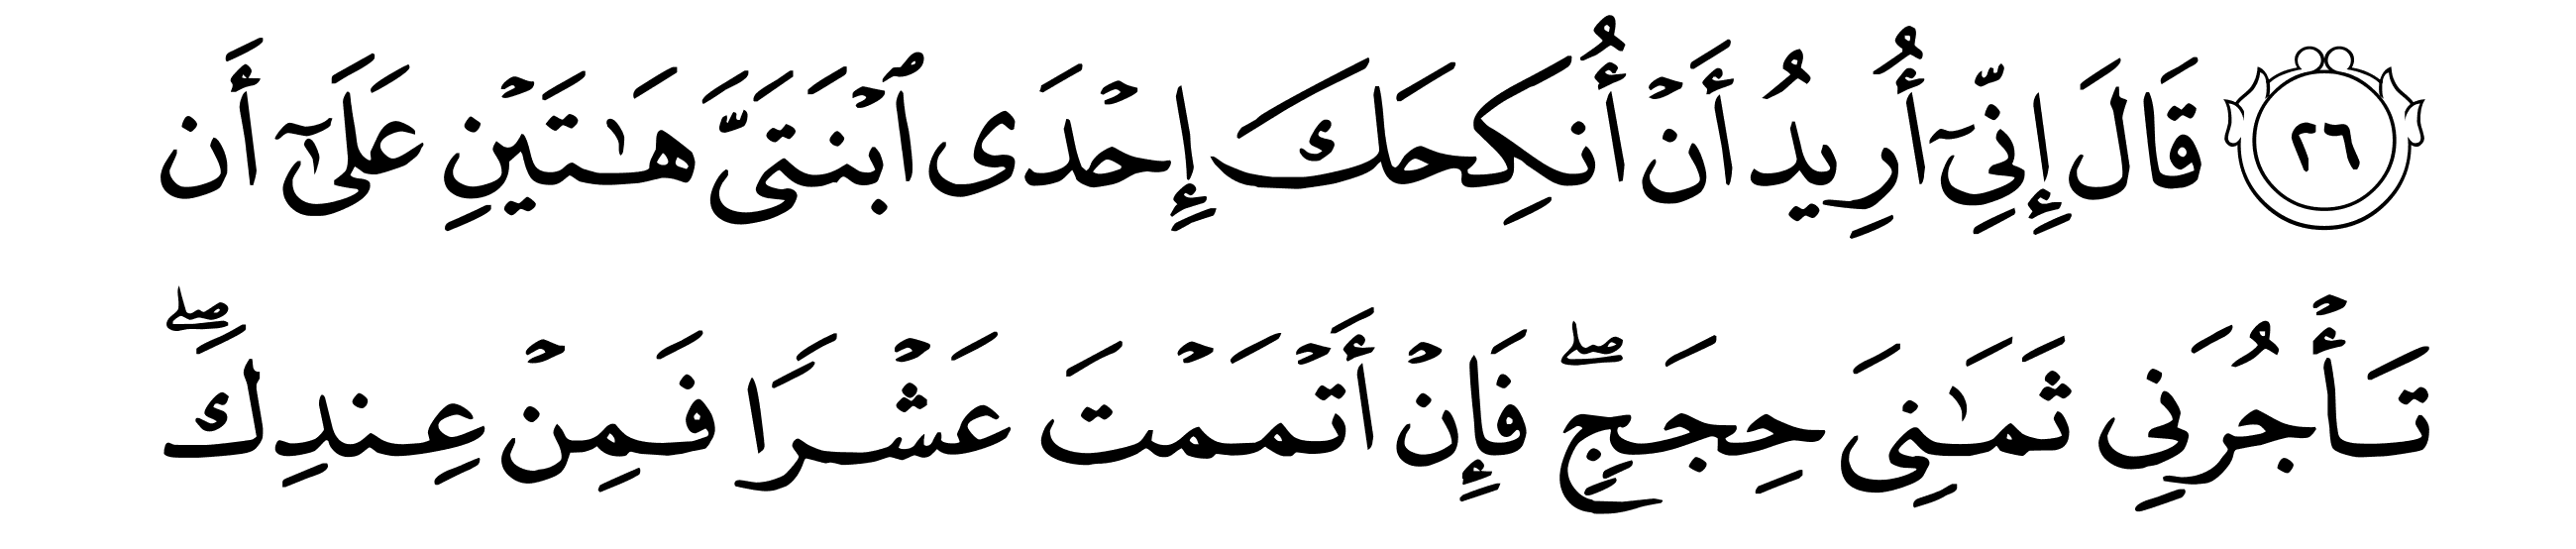 ٢٦ قَالَ إِنِّىٓ أُرِيدُ أَنْ أُنكِحَكَ إِحْدَى ٱبْنَتَىَّ هَـٰتَيْنِ عَلَىٰٓ أَن
تَأْجُرَنِى ثَمَـٰنِىَ حِجَجٍۖ فَإِنْ أَتْمَمْتَ عَشْرًا فَمِنْ عِندِكَۖ